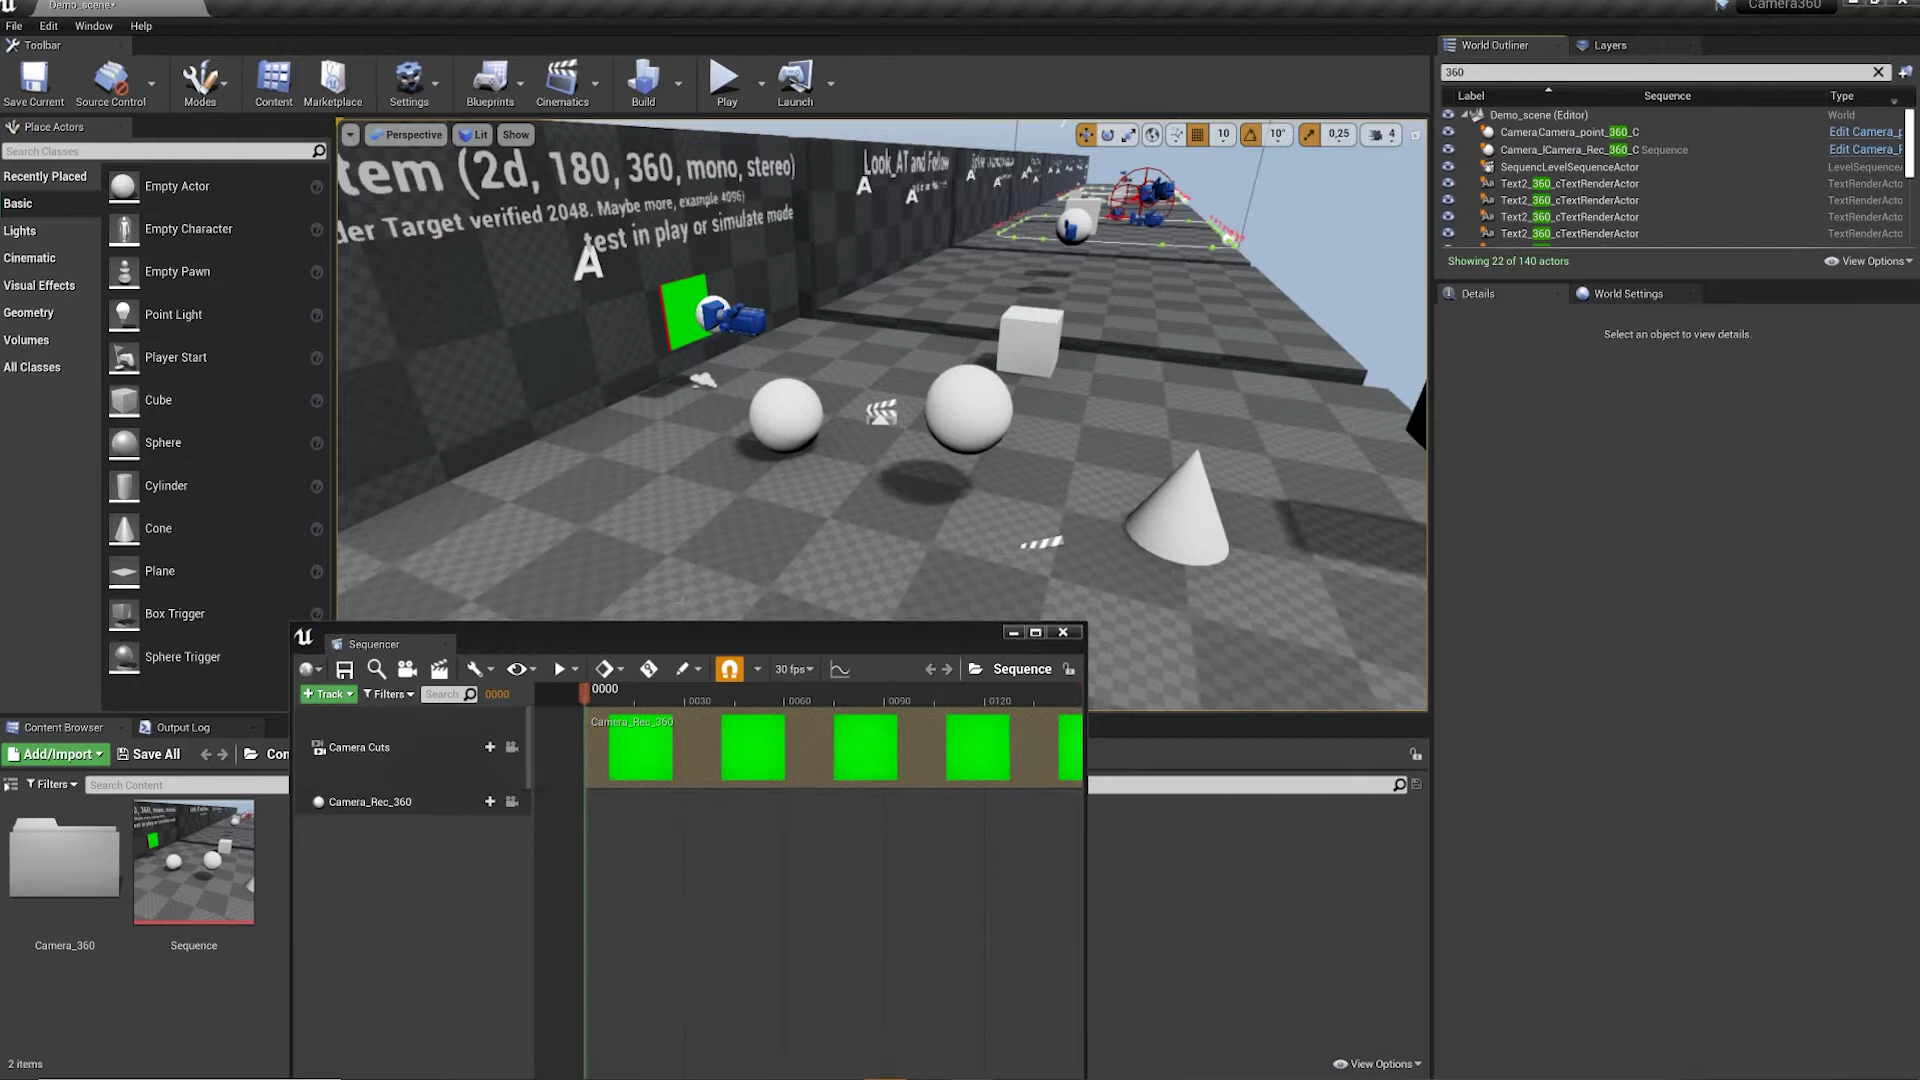 Demo_scene*
Camera360
File Edit Window Help
Toolbar
Save Current
Source Control
Modes
Content
Marketplace
Settings
Blueprints
Cinematics
Build
Play
Launch
Place Actors
Search Classes
Recently Placed
Basic
Lights
Cinematic
Visual Effects
Geometry
Volumes
All Classes
Empty Actor
Empty Character
Empty Pawn
Point Light
Player Start
Cube
Sphere
Cylinder
Cone
Plane
Box Trigger
Sphere Trigger
Perspective
Lit
Show
10
10°
0,25
4
tem (2d, 180, 360, mono, stereo)
der Target verified 2048. Maybe more, example 4096)
test in play or simulate mode
A
Look_AT and Follow
A
A
World Outliner
Layers
360
Label Sequence Type
Demo_scene (Editor) World
Camera,Camera_point_360_C Edit Camera_p
Camera_ICamera_Rec_360_C Sequence Edit Camera_F
SequencLevelSequenceActor LevelSequence
Text2_360_cTextRenderActor TextRenderActo
Text2_360_cTextRenderActor TextRenderActo
Text2_360_cTextRenderActor TextRenderActo
Text2_360_cTextRenderActor TextRenderActo
Showing 22 of 140 actors View Options
Details
World Settings
Select an object to view details.
Sequencer
30 fps
Sequence
+ Track
Filters
Search
0000
0000
0030 0060 0090 0120
Camera_Rec_360
Camera Cuts
Camera_Rec_360
Content Browser
Output Log
Add/Import
Save All
Con
Filters
Search Content
Camera_360
Sequence
2 items
View Options